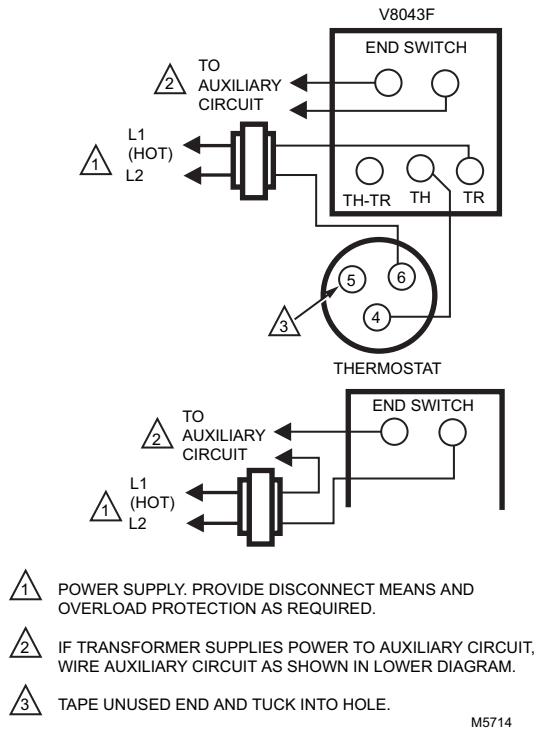 V8043F
END SWITCH
2
TO
AUXILIARY
CIRCUIT
L1
(HOT)
1
L2
TH-TR
TH
TR
5
6
4
3
THERMOSTAT
END SWITCH
2
TO
AUXILIARY
CIRCUIT
L1
(HOT)
1
L2
1
POWER SUPPLY. PROVIDE DISCONNECT MEANS AND
OVERLOAD PROTECTION AS REQUIRED.
2
IF TRANSFORMER SUPPLIES POWER TO AUXILIARY CIRCUIT,
WIRE AUXILIARY CIRCUIT AS SHOWN IN LOWER DIAGRAM.
3
TAPE UNUSED END AND TUCK INTO HOLE.
M5714